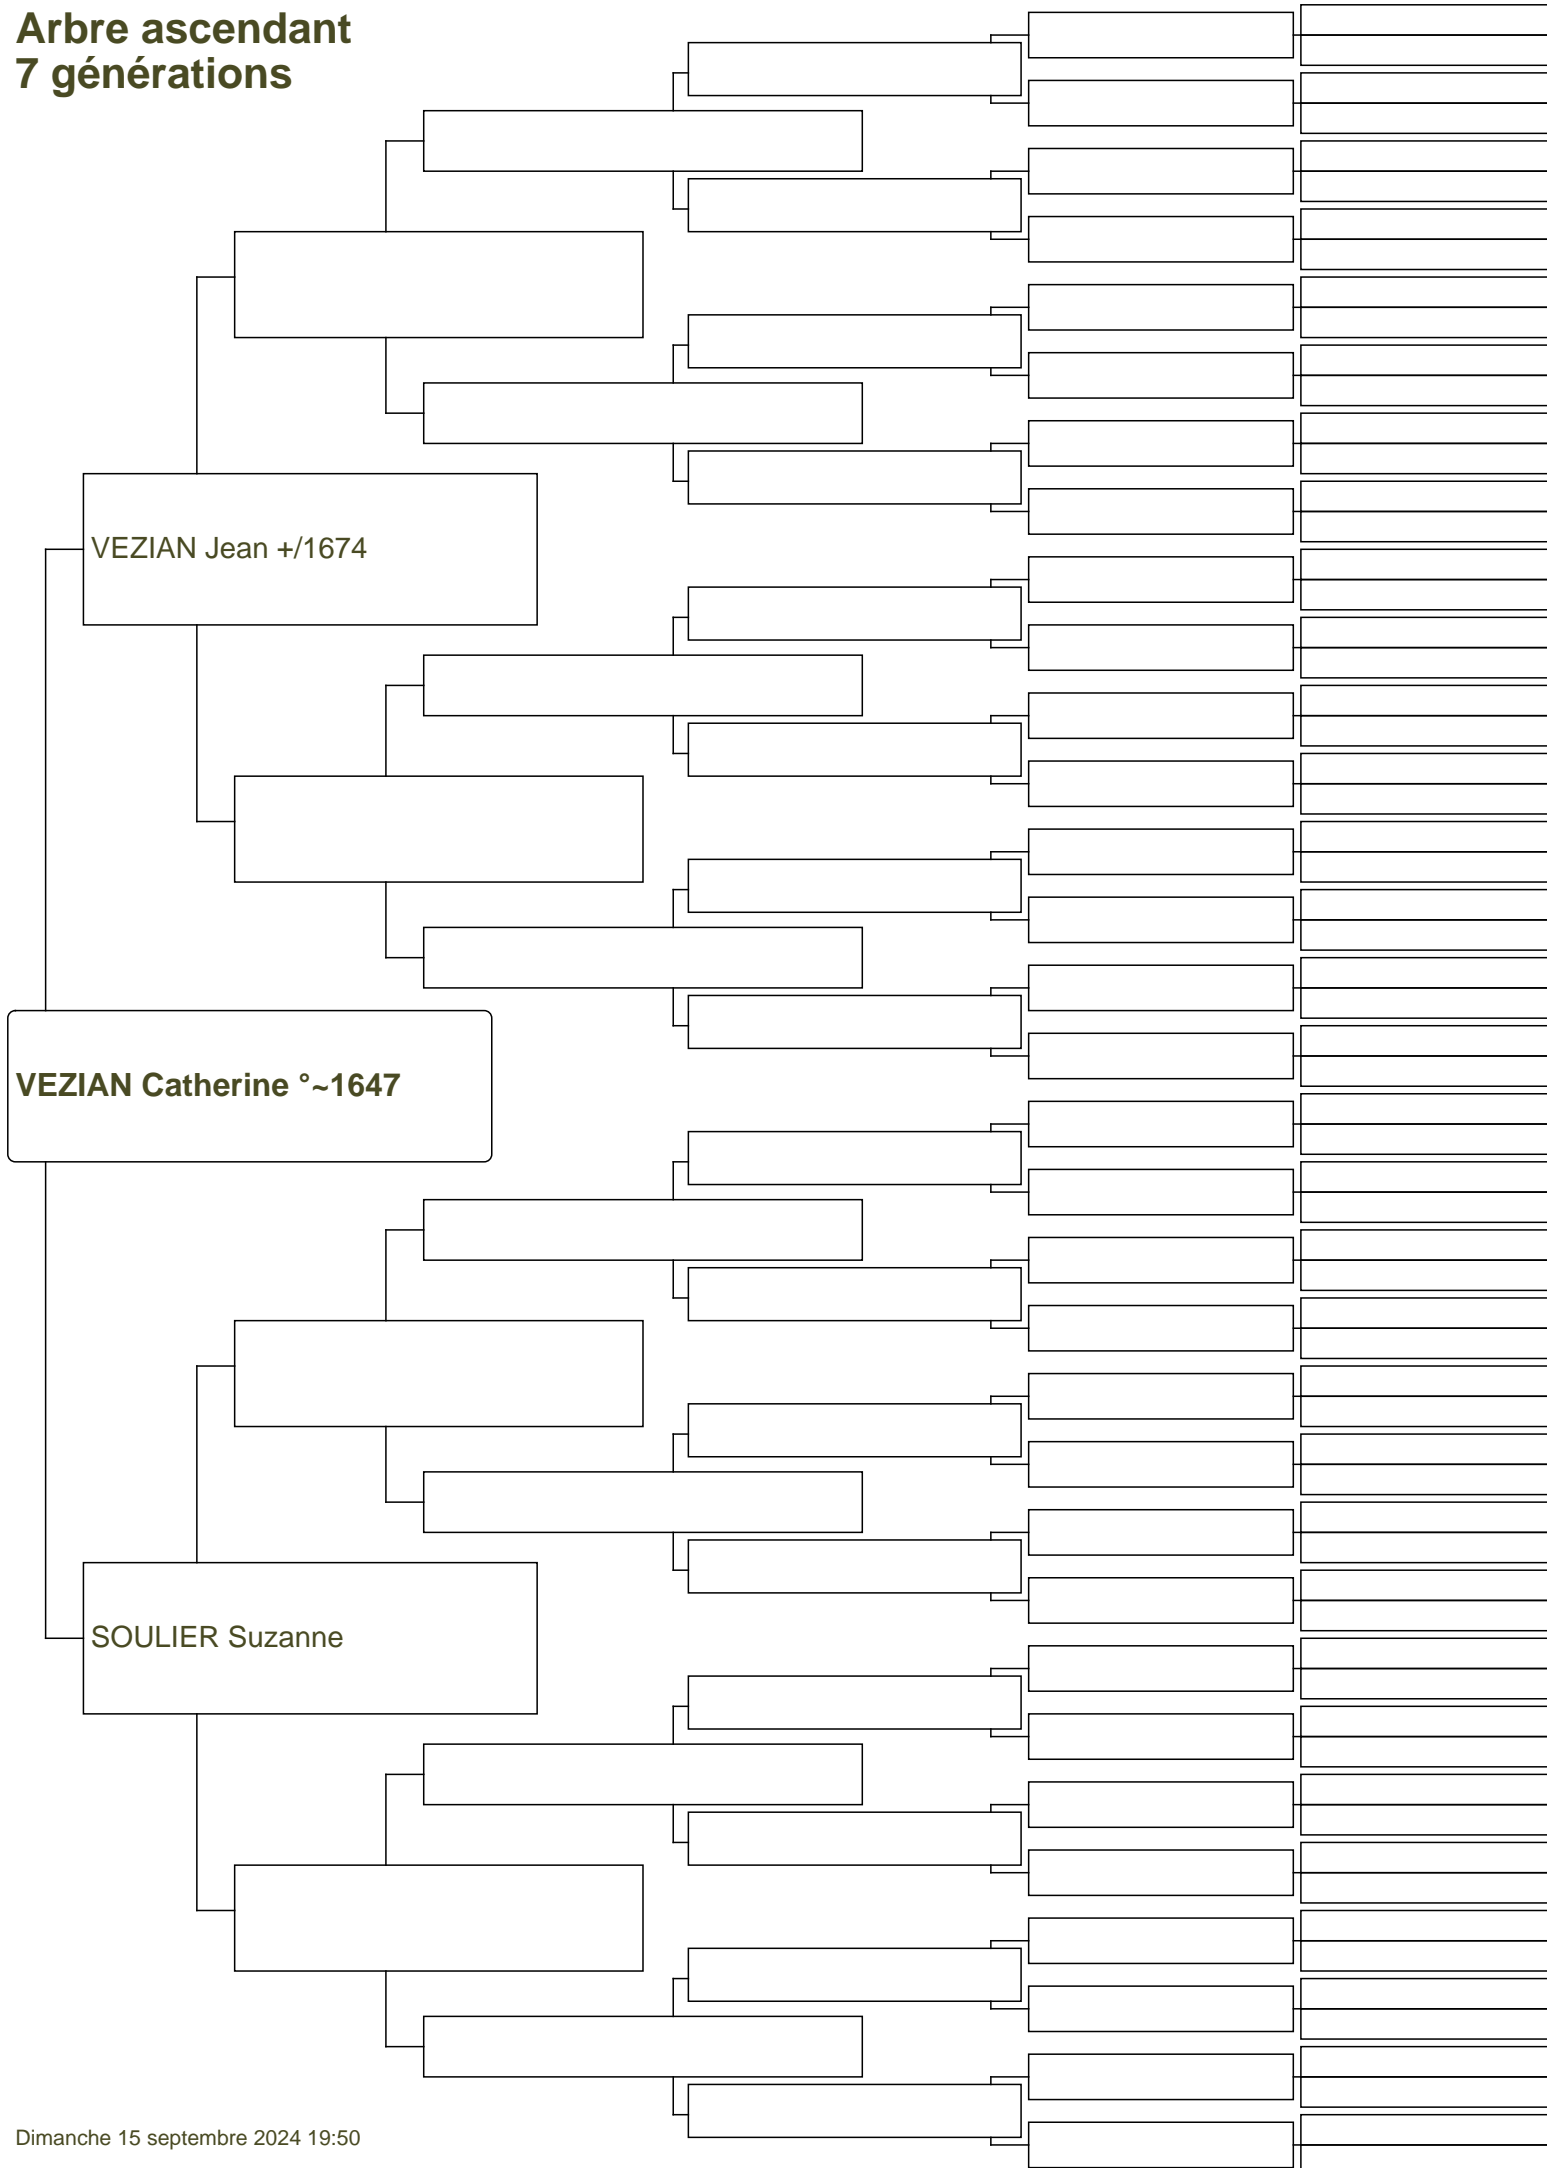 Arbre ascendant
7 générations
VEZIAN Jean +/1674
VEZIAN Catherine °~1647
SOULIER Suzanne
Dimanche 15 septembre 2024 19:50